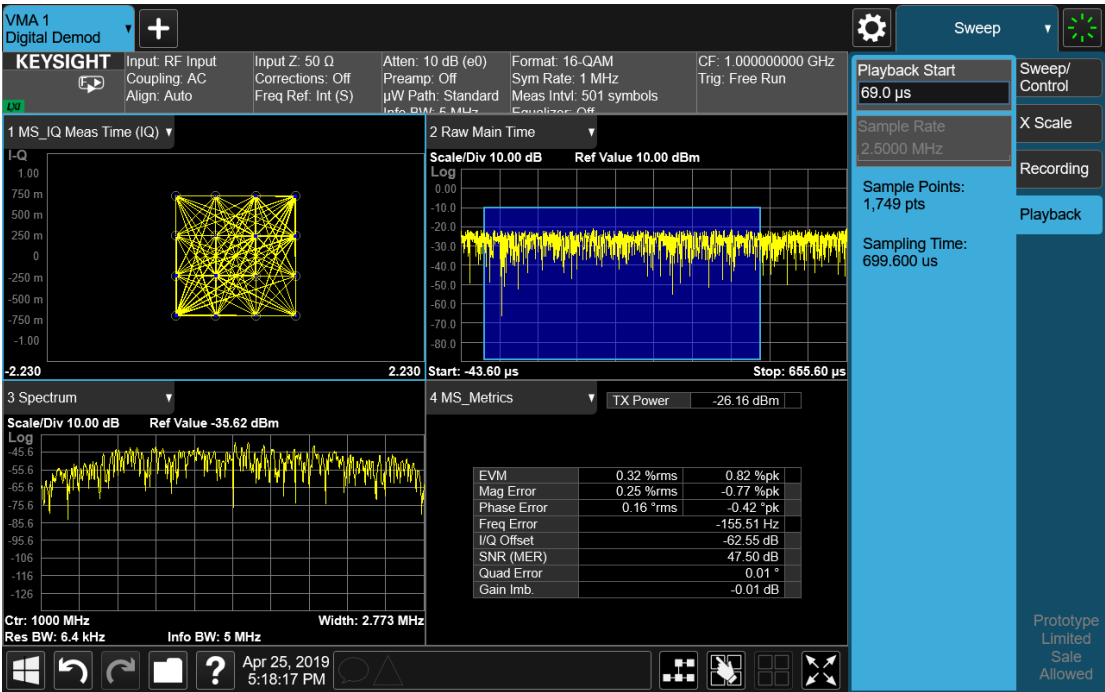 VMA 1
Digital Demod
Sweep
KEYSIGHT
Input: RF Input
Coupling: AC
Align: Auto
Input Z: 50 Ω
Corrections: Off
Freq Ref: Int (S)
Atten: 10 dB (e0)
Preamp: Off
µW Path: Standard
Info BW: 5 MHz
Format: 16-QAM
Sym Rate: 1 MHz
Meas Intvl: 501 symbols
Equalizer: Off
CF: 1.000000000 GHz
Trig: Free Run
LXI
1 MS_IQ Meas Time (IQ)
I-Q
1.00
750 m
500 m
250 m
0
-250 m
-500 m
-750 m
-1.00
-2.230
2.230
2 Raw Main Time
Scale/Div 10.00 dB
Ref Value 10.00 dBm
Log
0.00
-10.0
-20.0
-30.0
-40.0
-50.0
-60.0
-70.0
-80.0
Start: -43.60 µs
Stop: 655.60 µs
3 Spectrum
Scale/Div 10.00 dB
Ref Value -35.62 dBm
Log
-45.6
-55.6
-65.6
-75.6
-85.6
-95.6
-106
-116
-126
Ctr: 1000 MHz
Width: 2.773 MHz
Res BW: 6.4 kHz
Info BW: 5 MHz
4 MS_Metrics
TX Power -26.16 dBm
EVM 0.32 %rms 0.82 %pk
Mag Error 0.25 %rms -0.77 %pk
Phase Error 0.16 °rms -0.42 °pk
Freq Error -155.51 Hz
I/Q Offset -62.55 dB
SNR (MER) 47.50 dB
Quad Error 0.01 °
Gain Imb. -0.01 dB
Playback Start
69.0 µs
Sample Rate
2.5000 MHz
Sample Points:
1,749 pts
Sampling Time:
699.600 us
Sweep/
Control
X Scale
Recording
Playback
Prototype
Limited
Sale
Allowed
?
Apr 25, 2019
5:18:17 PM